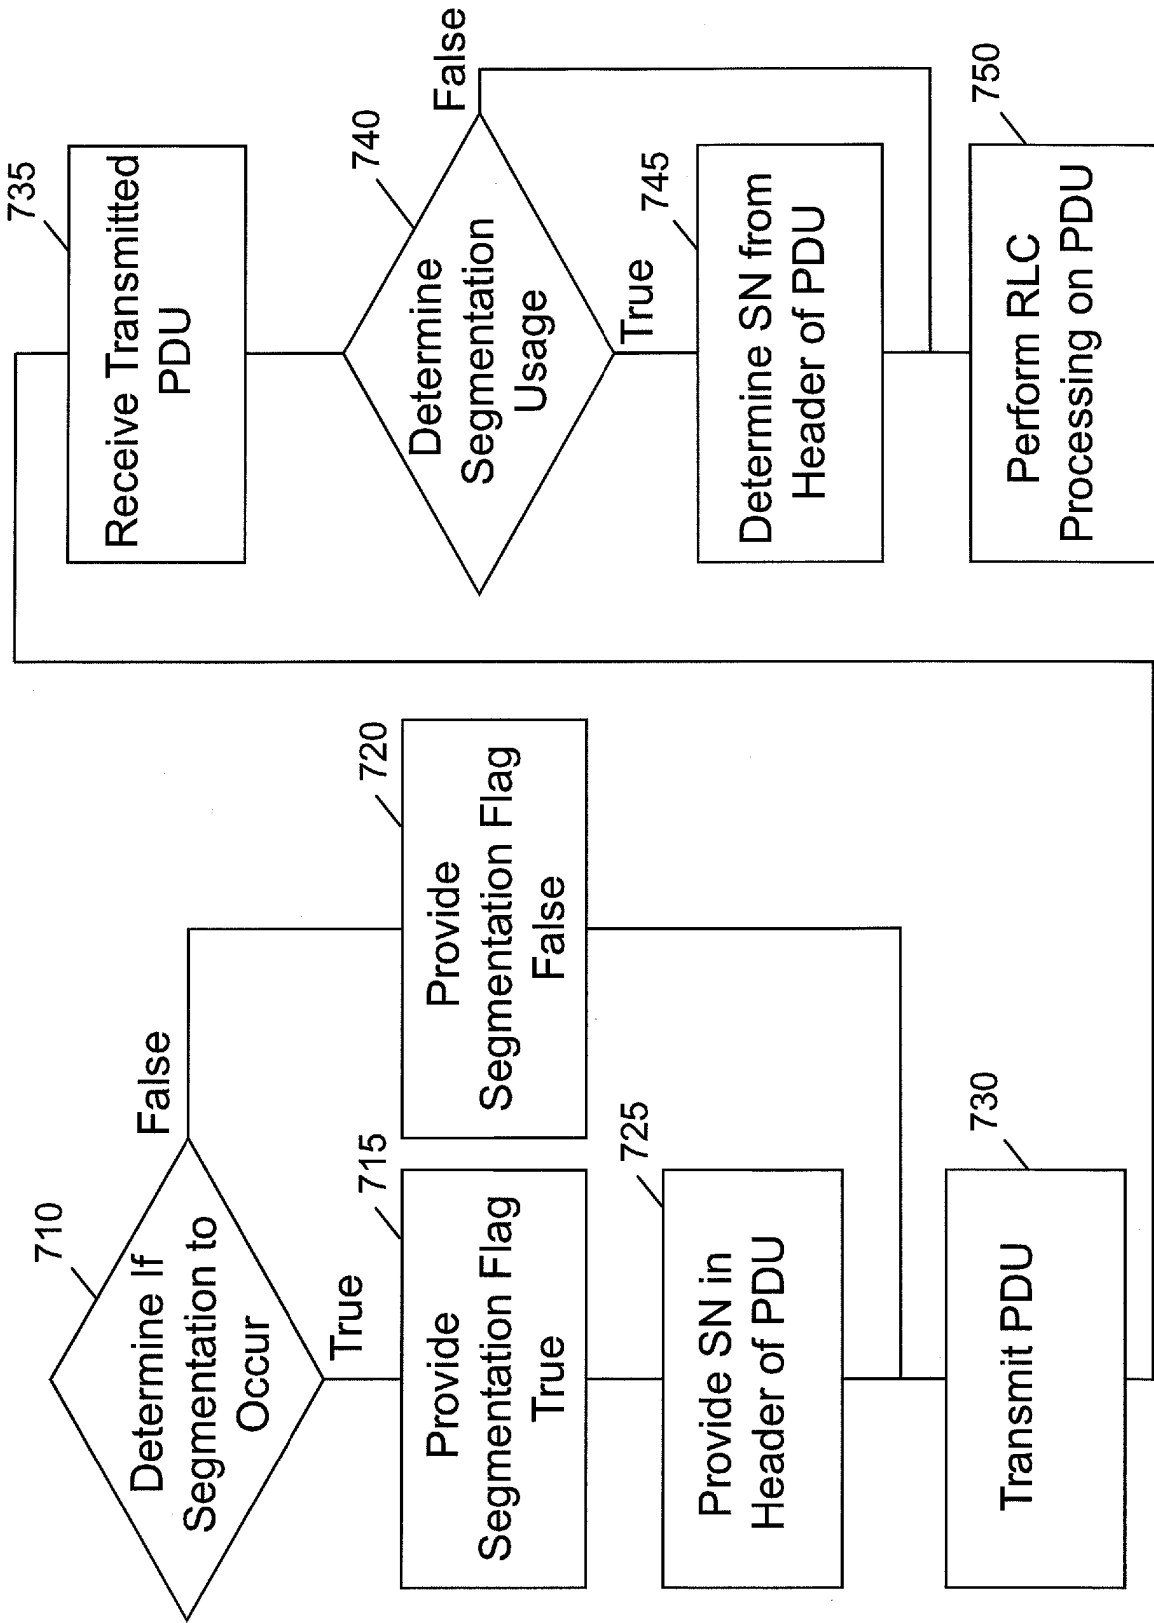 710
Determine If
Segmentation to
Occur
False
True
715
Provide
Segmentation Flag
True
720
Provide
Segmentation Flag
False
725
Provide SN in
Header of PDU
730
Transmit PDU
735
Receive Transmitted
PDU
740
Determine
Segmentation
Usage
False
True
745
Determine SN from
Header of PDU
750
Perform RLC
Processing on PDU